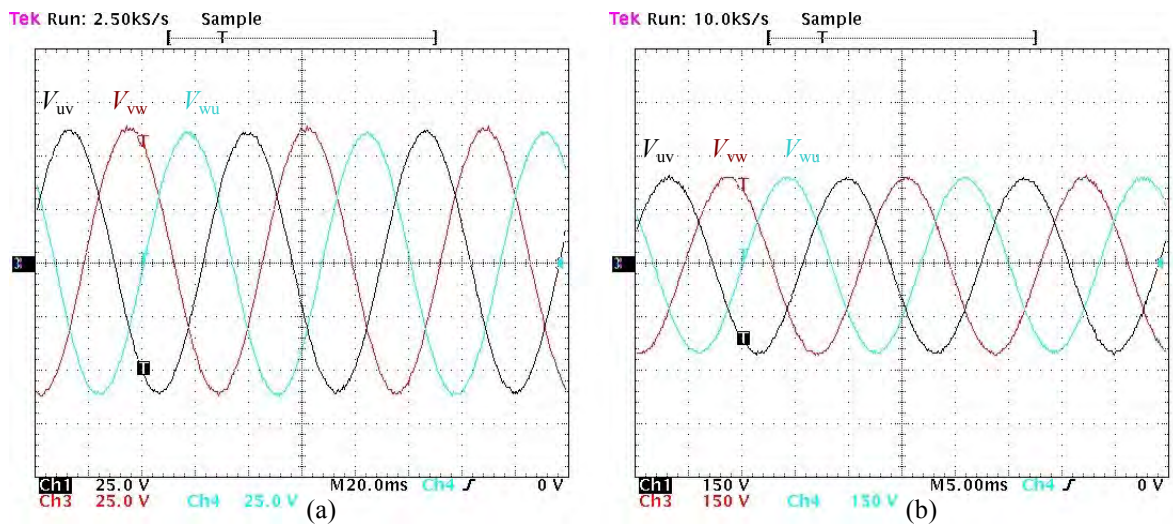 Tek Run: 2.50kS/s Sample
T
Vuv Vvw Vwu
T
T
3
T
Ch1 25.0 V M20.0ms Ch4 0 V
Ch3 25.0 V Ch4 25.0 V
(a)
Tek Run: 10.0kS/s Sample
T
Vuv Vvw Vwu
T
T
3
T
Ch1 150 V M5.00ms Ch4 0 V
Ch3 150 V Ch4 150 V
(b)